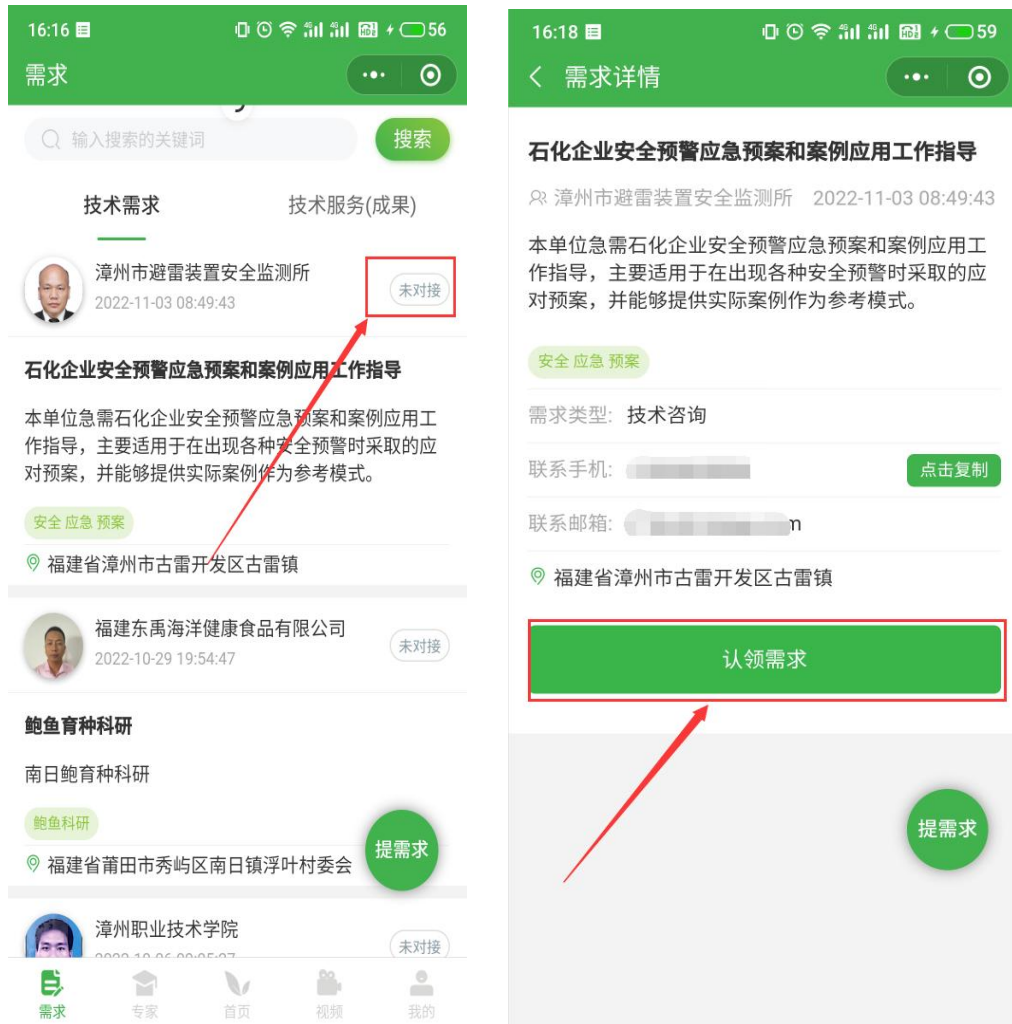 16:16
56
需求
输入搜索的关键词
搜索
技术需求
技术服务(成果)
漳州市避雷装置安全监测所
2022-11-03 08:49:43
未对接
石化企业安全预警应急预案和案例应用工作指导
本单位急需石化企业安全预警应急预案和案例应用工
作指导，主要适用于在出现各种安全预警时采取的应
对预案，并能够提供实际案例作为参考模式。
安全 应急 预案
福建省漳州市古雷开发区古雷镇
福建东禹海洋健康食品有限公司
2022-10-29 19:54:47
未对接
鲍鱼育种科研
南日鲍育种科研
鲍鱼科研
提需求
福建省莆田市秀屿区南日镇浮叶村委会
漳州职业技术学院
未对接
需求
专家
首页
视频
我的
16:18
59
需求详情
石化企业安全预警应急预案和案例应用工作指导
漳州市避雷装置安全监测所 2022-11-03 08:49:43
本单位急需石化企业安全预警应急预案和案例应用工
作指导，主要适用于在出现各种安全预警时采取的应
对预案，并能够提供实际案例作为参考模式。
安全 应急 预案
需求类型: 技术咨询
联系手机:
点击复制
联系邮箱: m
福建省漳州市古雷开发区古雷镇
认领需求
提需求